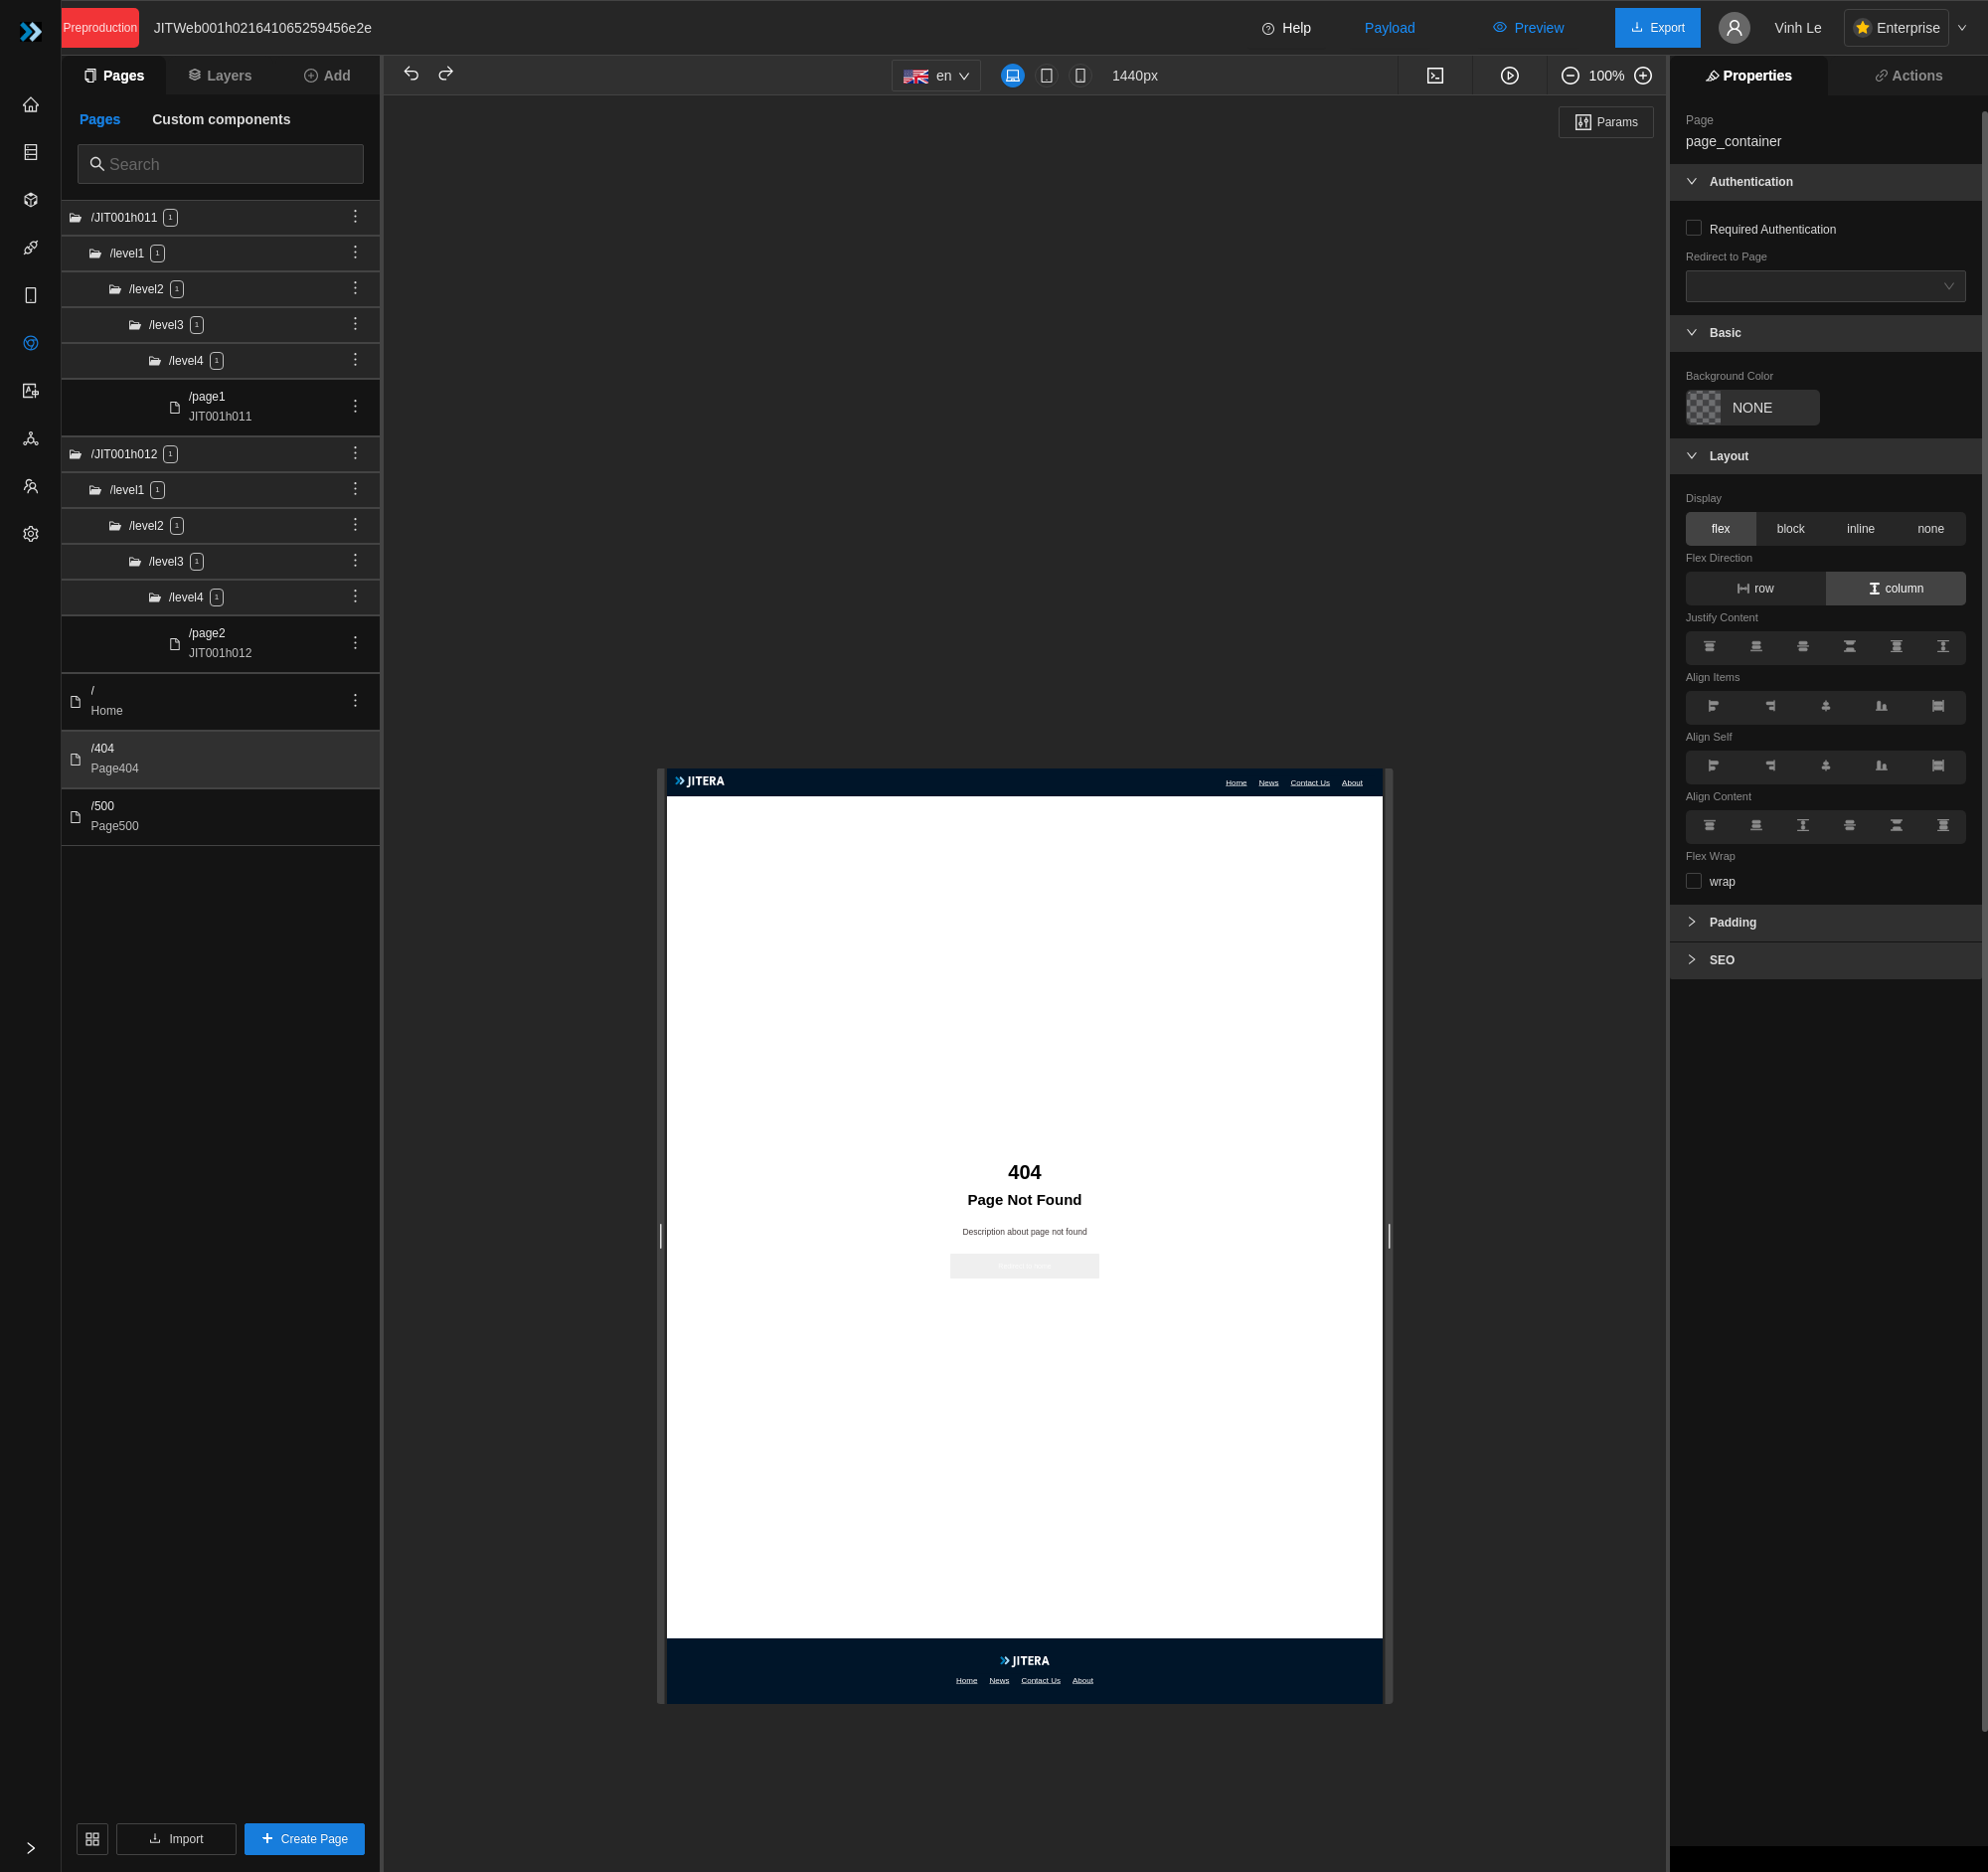 Preproduction JITWeb001h021641065259456e2e Help Payload Preview Export Vinh Le Enterprise
Pages Layers Add
en 1440px 100%
Properties Actions
Pages Custom components
Search
/JIT001h011 1
/level1 1
/level2 1
/level3 1
/level4 1
/page1
JIT001h011
/JIT001h012 1
/level1 1
/level2 1
/level3 1
/level4 1
/page2
JIT001h012
/
Home
/404
Page404
/500
Page500
Import Create Page
Params
JITERA Home News Contact Us About
404
Page Not Found
Description about page not found
JITERA
Home News Contact Us About
Page
page_container
Authentication
Required Authentication
Redirect to Page
Basic
Background Color
NONE
Layout
Display
flex block inline none
Flex Direction
row column
Justify Content
Align Items
Align Self
Align Content
Flex Wrap
wrap
Padding
SEO